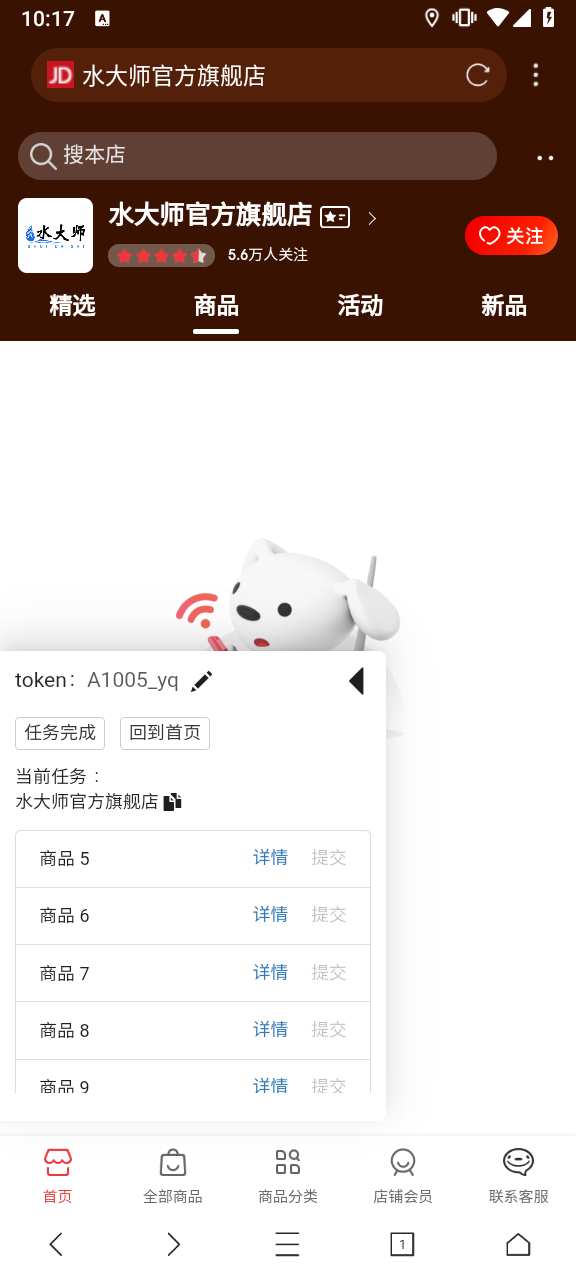 10:17
A
JD 水大师官方旗舰店
搜本店
水大师
SHUI DA SHI
水大师官方旗舰店
5.6万人关注
关注
精选 商品 活动 新品
token: A1005_yq
任务完成 回到首页
当前任务：
水大师官方旗舰店
商品 5 详情 提交
商品 6 详情 提交
商品 7 详情 提交
商品 8 详情 提交
商品 9 详情 提交
首页 全部商品 商品分类 店铺会员 联系客服
1